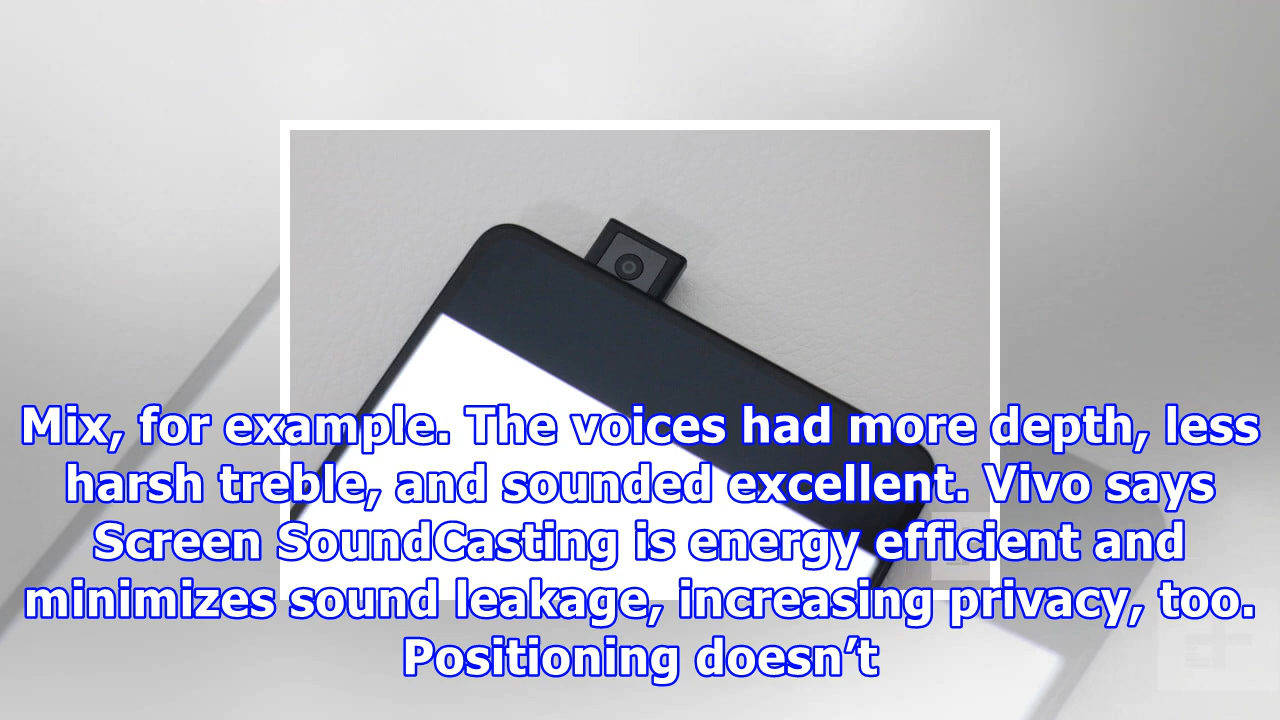 Mix, for example. The voices had more depth, less
harsh treble, and sounded excellent. Vivo says
Screen SoundCasting is energy efficient and
minimizes sound leakage, increasing privacy, too.
Positioning doesn’t